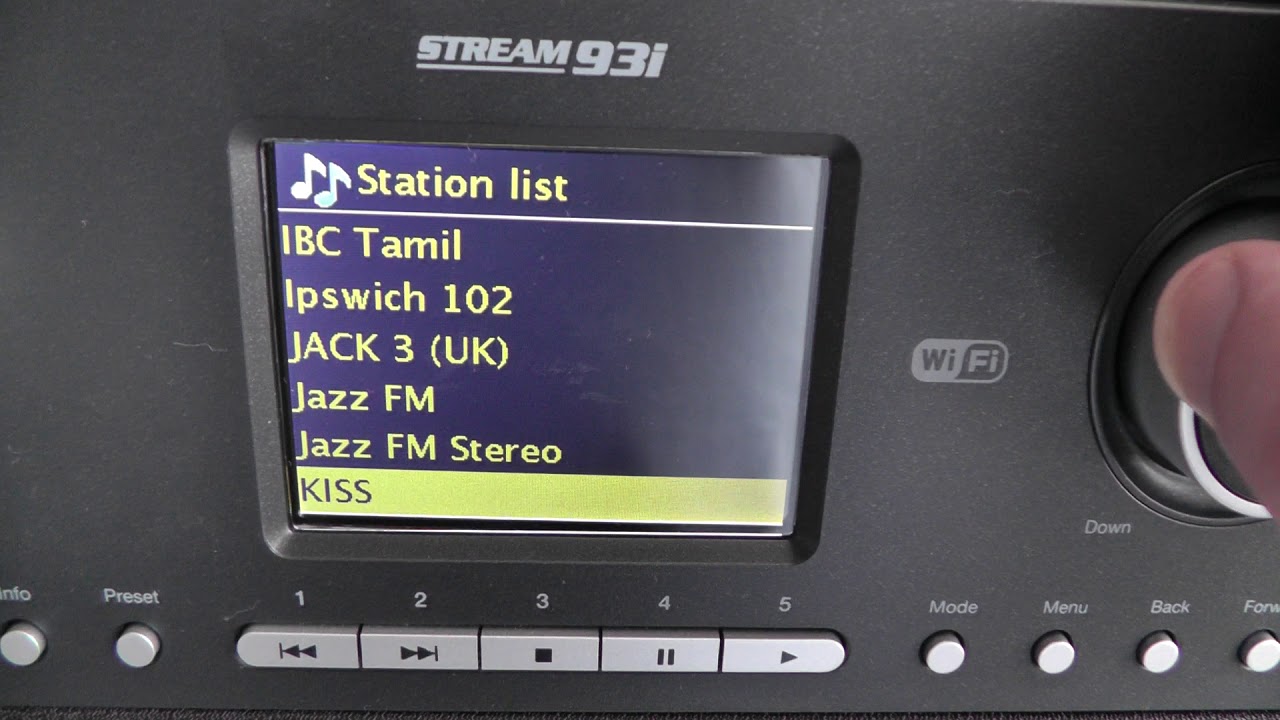 STREAM 93i
Station list
IBC Tamil
Ipswich 102
JACK 3 (UK)
Jazz FM
Jazz FM Stereo
KISS
WiFi
Down
Info
Preset
1
2
3
4
5
Mode
Menu
Back
Forw